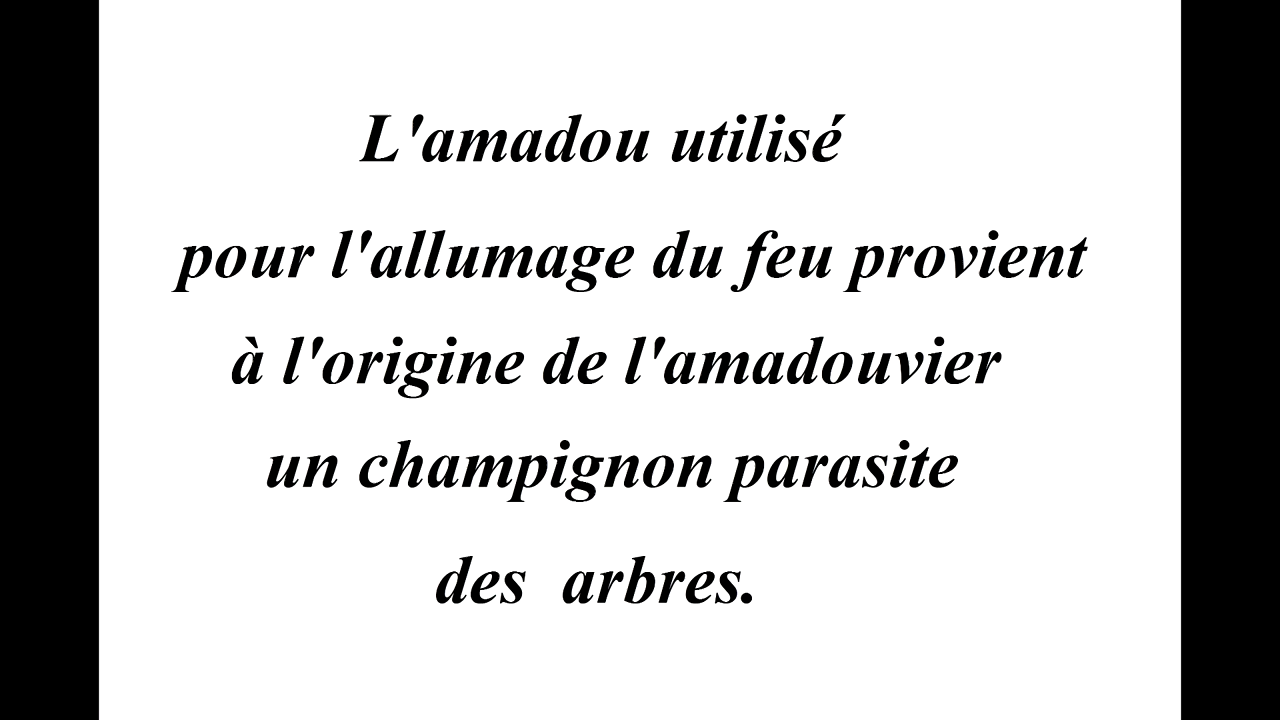 L'amadou utilisé
pour l'allumage du feu provient
à l'origine de l'amadouvier
un champignon parasite
des arbres.